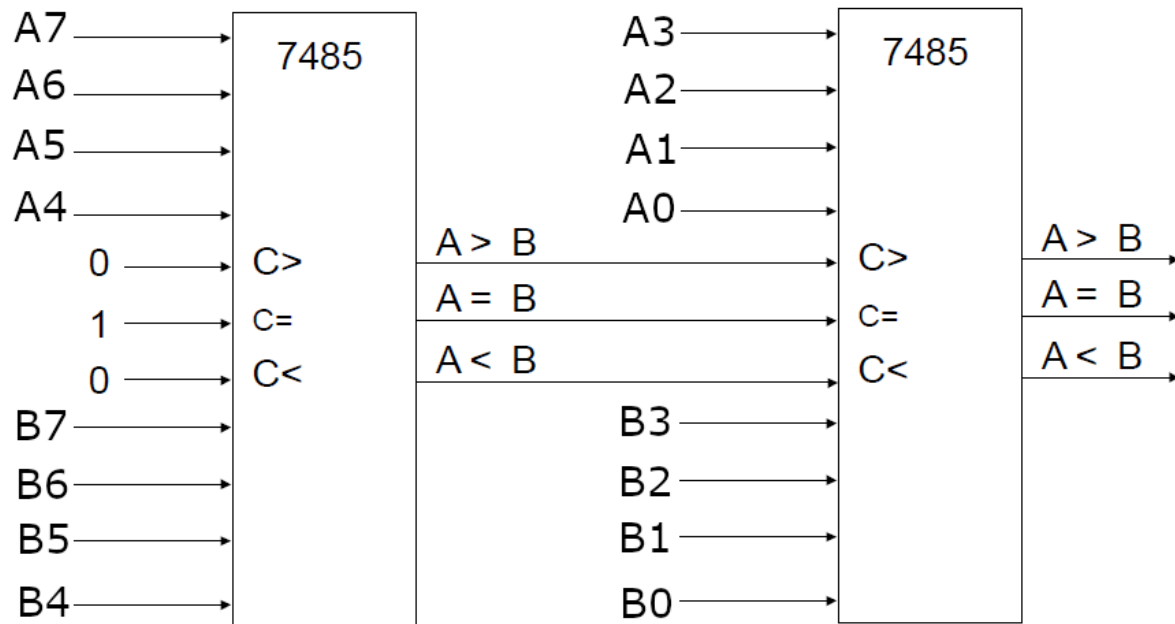 A7
7485
A6
A5
A4
0
C>
A > B
1
C=
A = B
0
C<
A < B
B7
B6
B5
B4
A3
7485
A2
A1
A0
C>
A > B
C=
A = B
C<
A < B
B3
B2
B1
B0